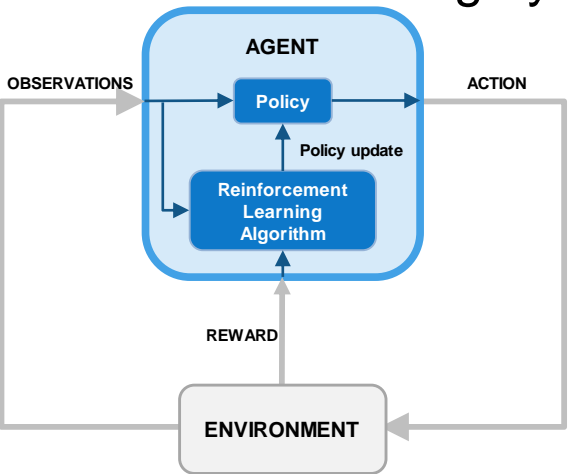 AGENT
OBSERVATIONS
ACTION
Policy
Policy update
Reinforcement
Learning
Algorithm
REWARD
ENVIRONMENT